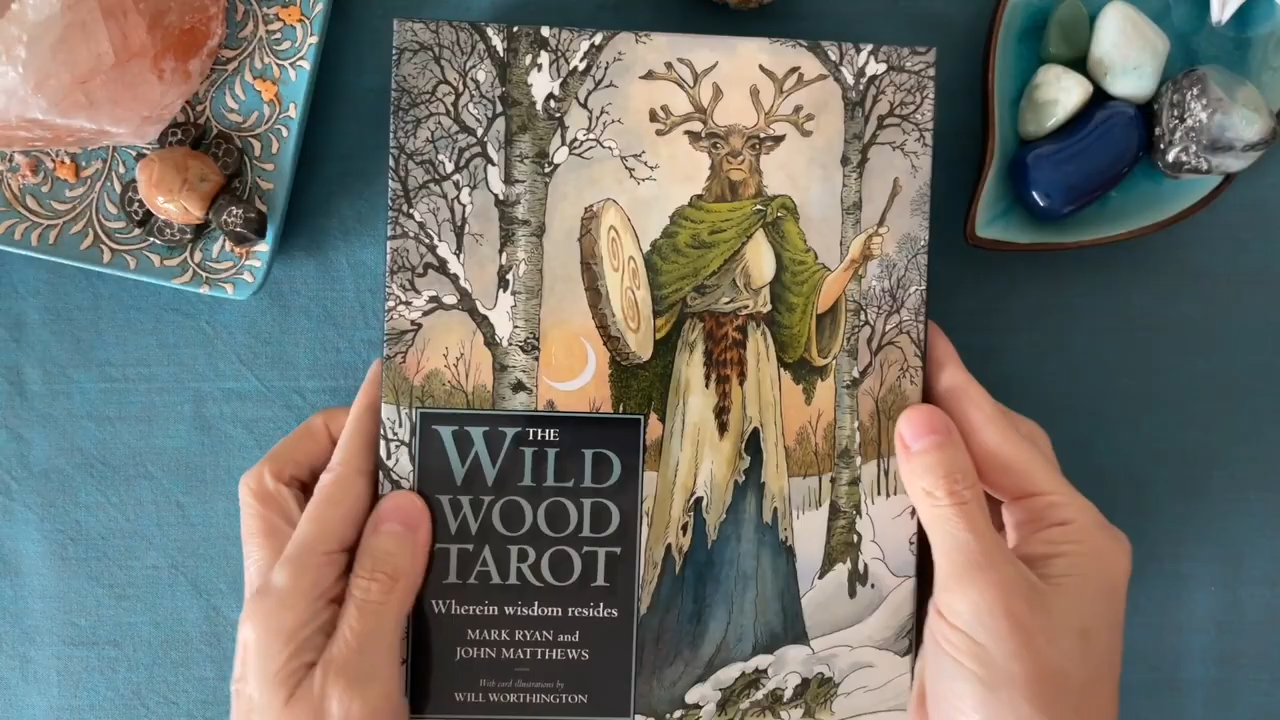 THE
WILD
WOOD
TAROT
Wherein wisdom resides
MARK RYAN and
JOHN MATTHEWS
With card illustrations by
WILL WORTHINGTON